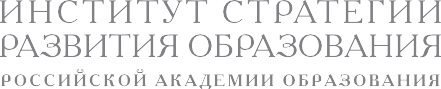 ИНСТИТУТ СТРАТЕГИИ
РАЗВИТИЯ ОБРАЗОВАНИЯ
РОССИЙСКОЙ АКАДЕМИИ ОБРАЗОВАНИЯ